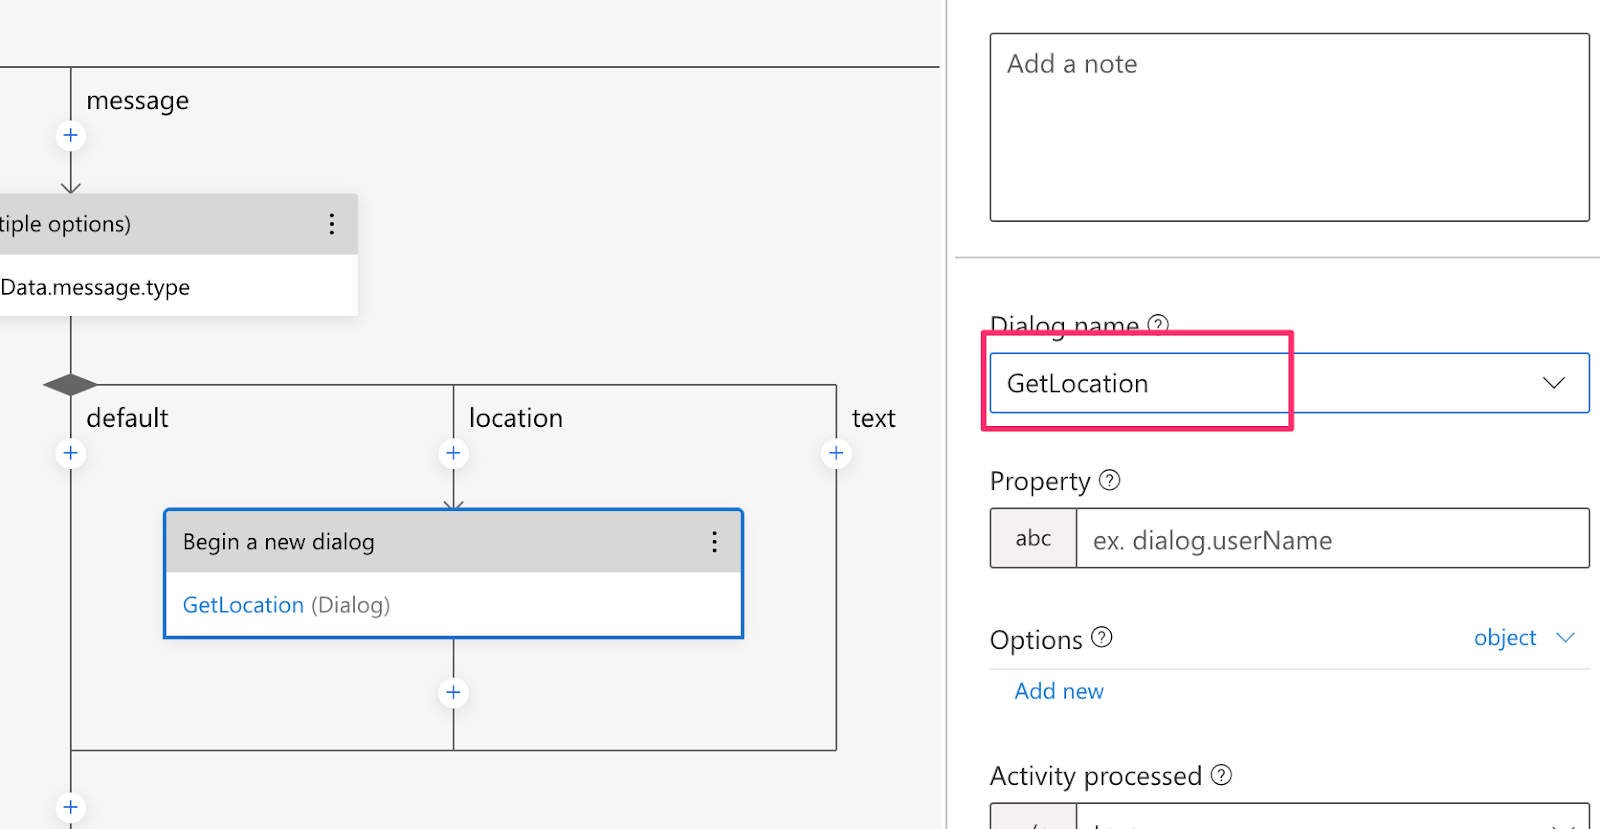 message
tiple options)
Data.message.type
default
location
text
Begin a new dialog
GetLocation (Dialog)
Add a note
Dialog name
GetLocation
Property
abc
ex. dialog.userName
Options
object
Add new
Activity processed